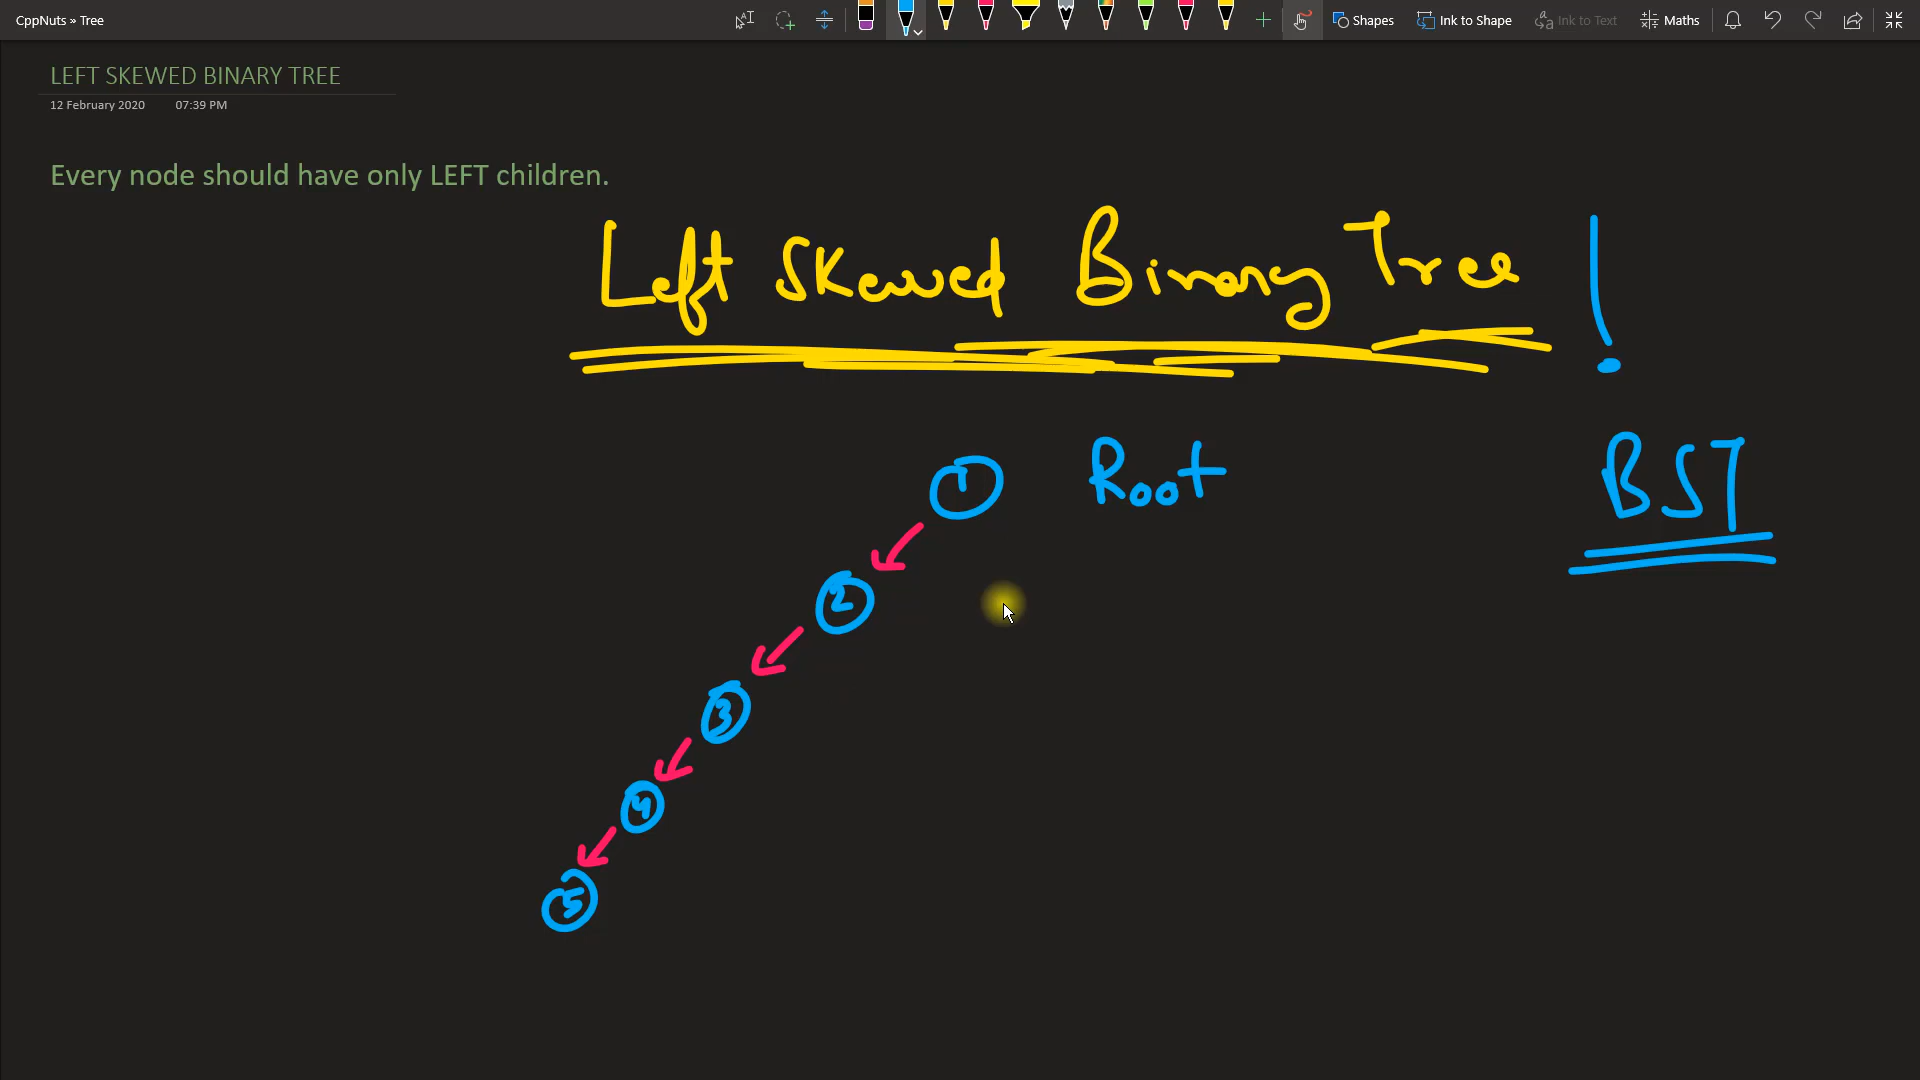 CppNuts » Tree
Shapes Ink to Shape Ink to Text Maths
LEFT SKEWED BINARY TREE
12 February 2020 07:39 PM
Every node should have only LEFT children.
Left Skewed Binary Tree !
1 Root
BST
2
3
4
5